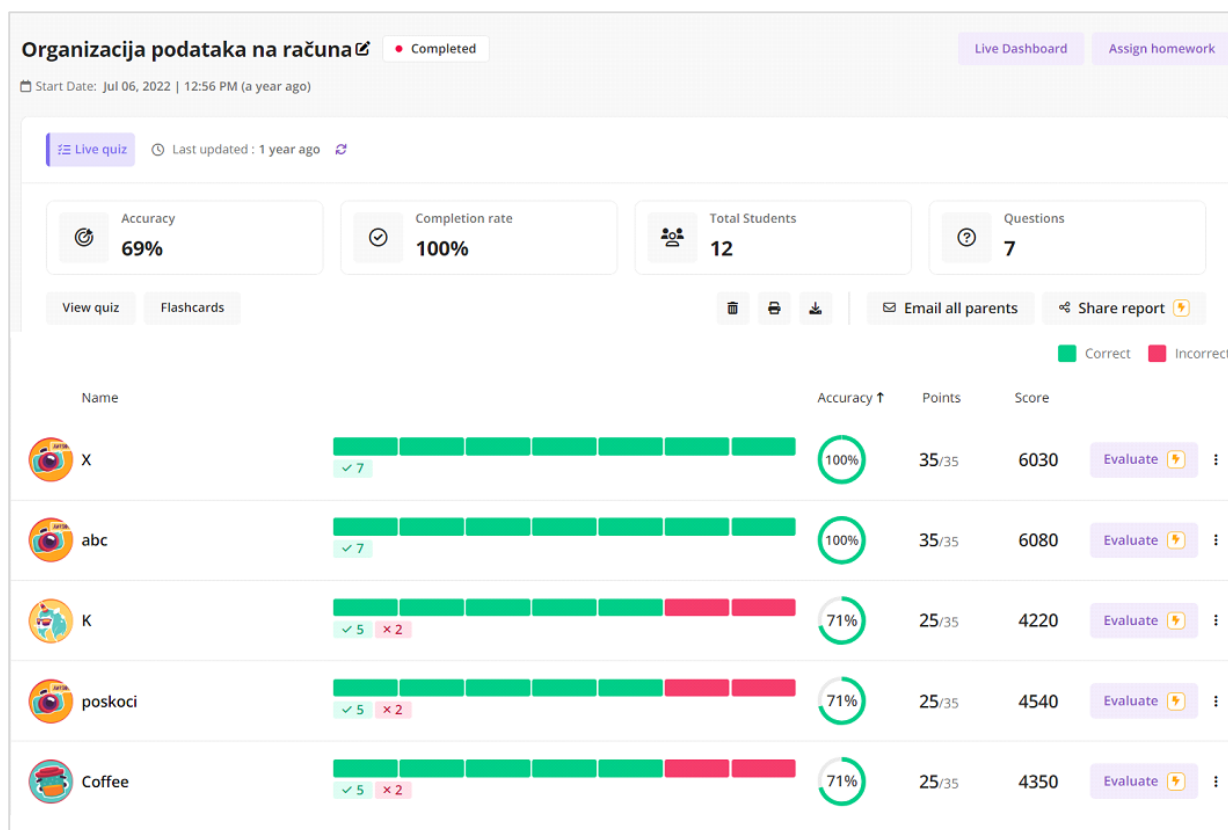 Organizacija podataka na računa Completed Live Dashboard Assign homework
Start Date: Jul 06, 2022 | 12:56 PM (a year ago)
Live quiz Last updated : 1 year ago
Accuracy Completion rate Total Students Questions
69% 100% 12 7
View quiz Flashcards Email all parents Share report
Correct Incorrect
Name Accuracy Points Score
X 100% 35/35 6030 Evaluate
7
abc 100% 35/35 6080 Evaluate
7
K 71% 25/35 4220 Evaluate
5 2
poskoci 71% 25/35 4540 Evaluate
5 2
Coffee 71% 25/35 4350 Evaluate
5 2